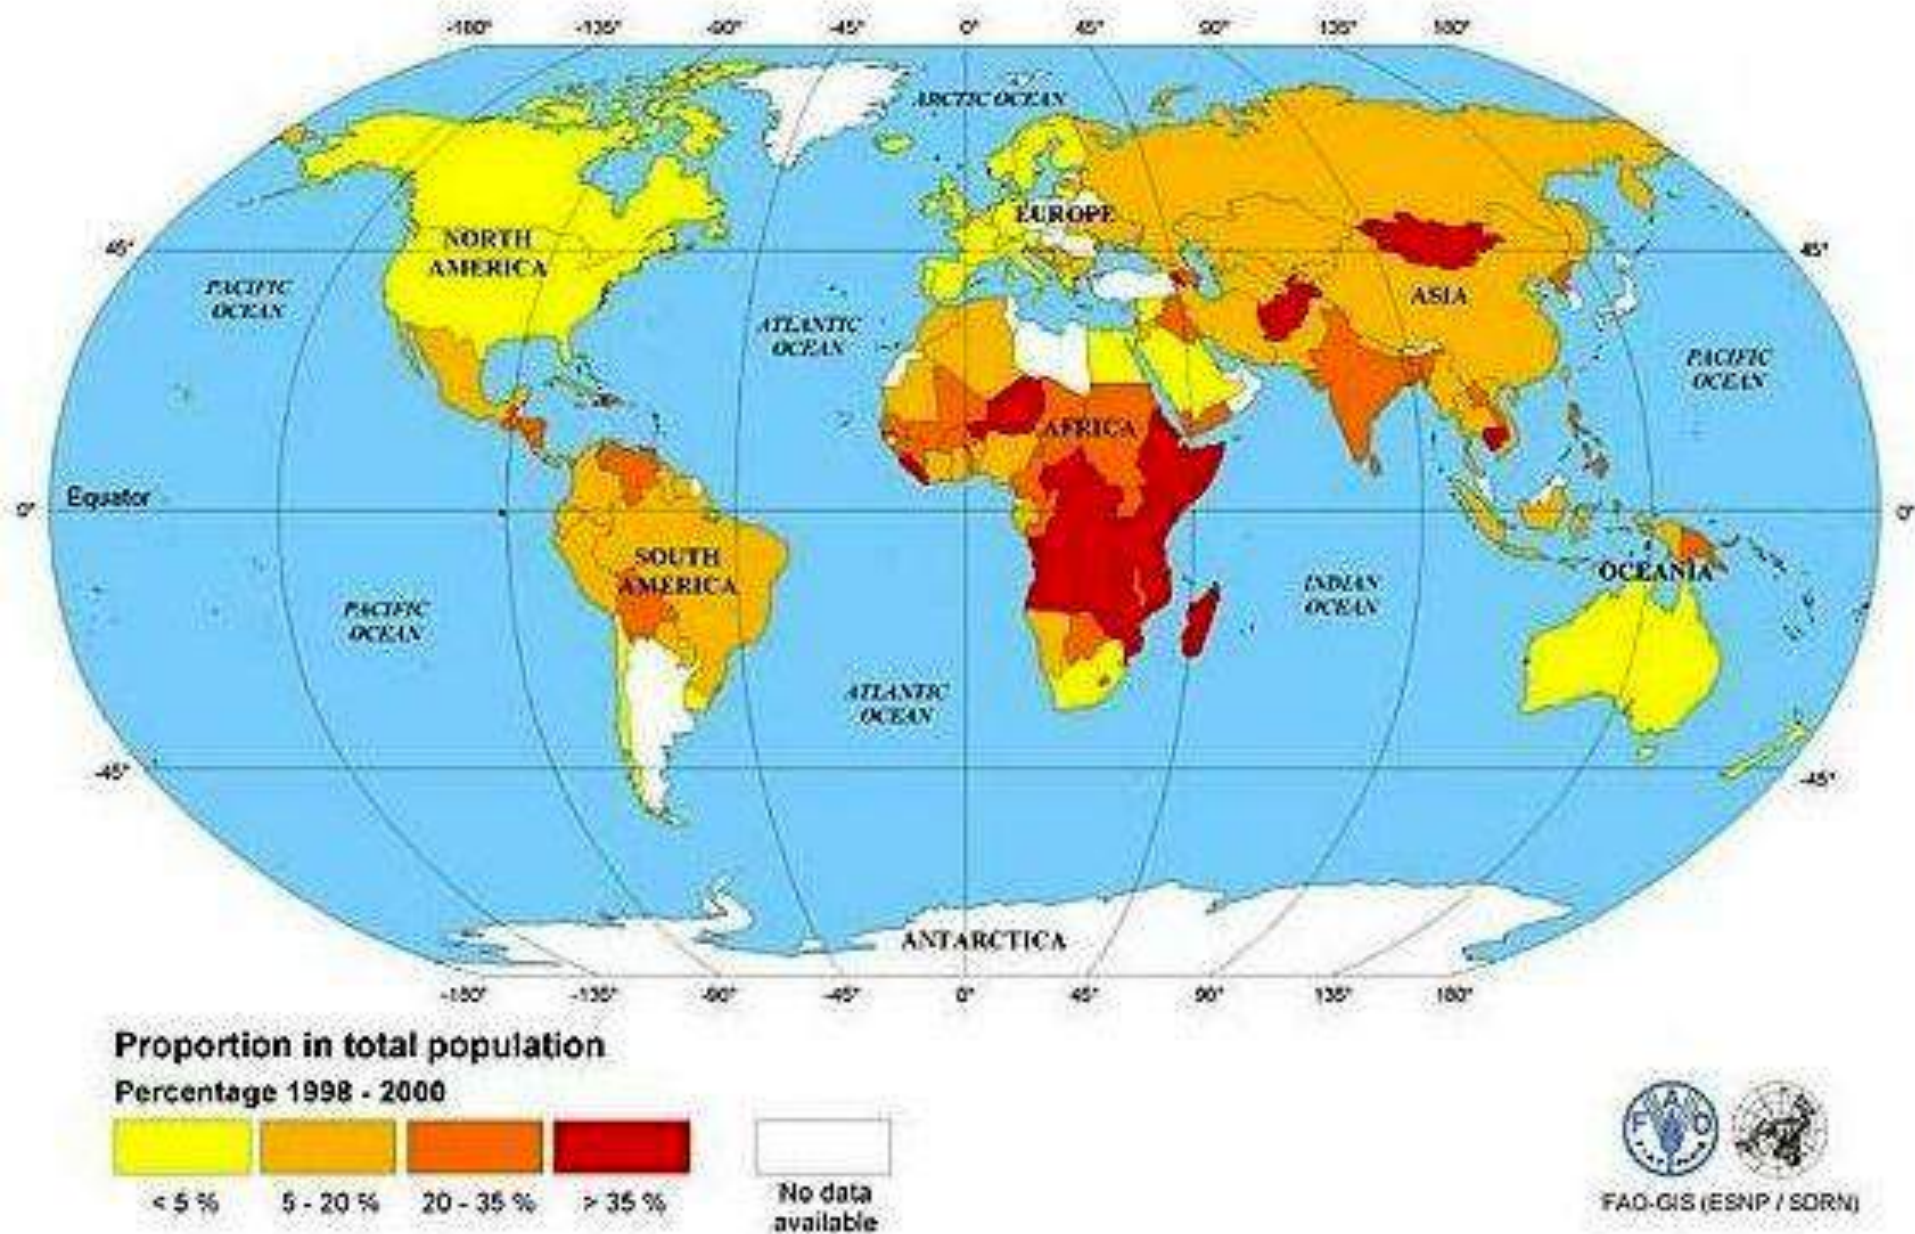 -180° -135° -90° -45° 0° 45° 90° 135° 180°
ARCTIC OCEAN
EUROPE
NORTH
AMERICA
45°
45°
PACIFIC
OCEAN
ASIA
ATLANTIC
OCEAN
PACIFIC
OCEAN
AFRICA
Equator
0°
0°
SOUTH
AMERICA
OCEANIA
INDIAN
OCEAN
PACIFIC
OCEAN
ATLANTIC
OCEAN
-45°
-45°
ANTARCTICA
-180° -135° -90° -45° 0° 45° 90° 135° 180°
Proportion in total population
Percentage 1998 - 2000
< 5 % 5 - 20 % 20 - 35 % > 35 %
No data
available
F A O
FAO-GIS (ESNP / SDRN)